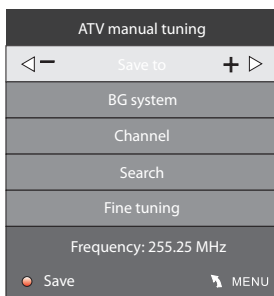 ATV manual tuning
− Save to +
BG system
Channel
Search
Fine tuning
Frequency: 255.25 MHz
Save MENU